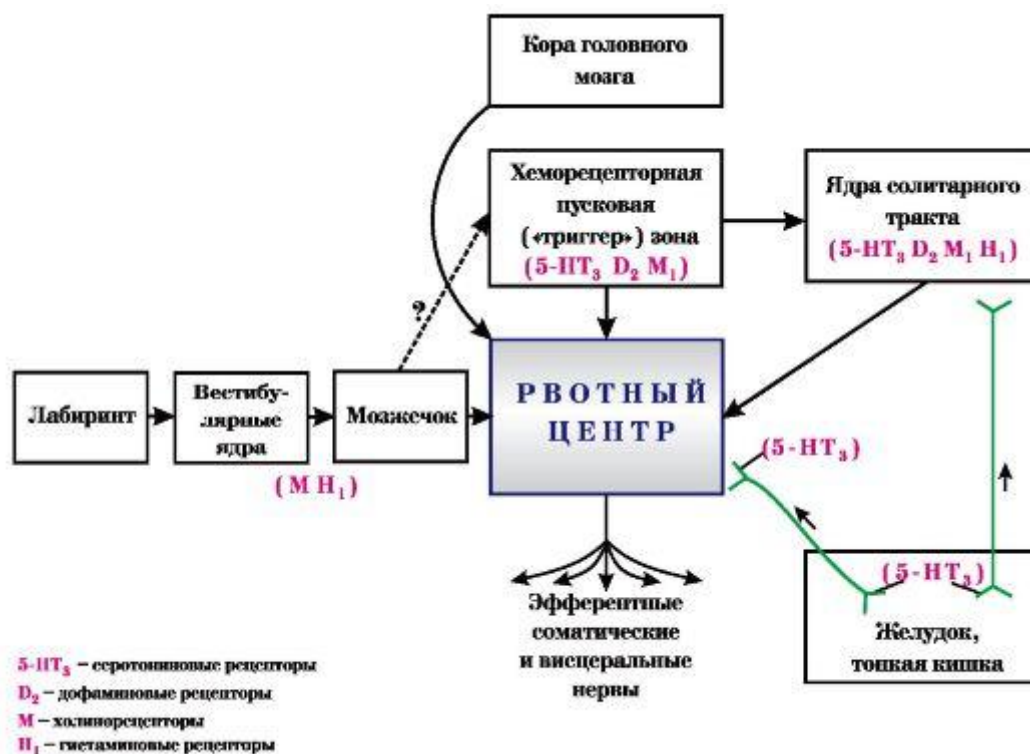 Кора головного
мозга
Хеморецепторная
пусковая
(«триггер») зона
(5-HT₃ D₂ M₁)
Ядра солитарного
тракта
(5-HT₃ D₂ M₁ H₁)
?
Лабиринт
Вестибу-
лярные
ядра
Мозжечок
(M H₁)
РВОТНЫЙ
ЦЕНТР
(5-HT₃)
(5-HT₃)
Желудок,
тонкая кишка
Эфферентные
соматические
и висцеральные
нервы
5-HT₃ – серотониновые рецепторы
D₂ – дофаминовые рецепторы
M – холинорецепторы
H₁ – гистаминовые рецепторы